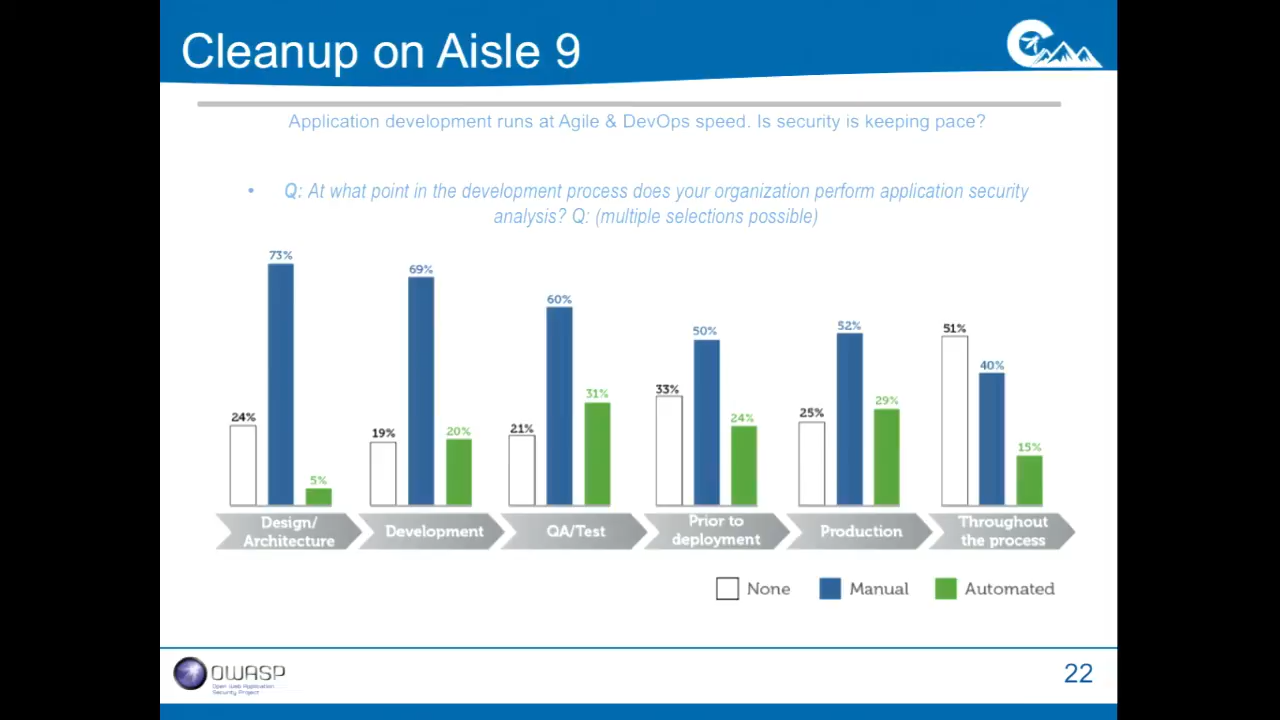 Cleanup on Aisle 9
Application development runs at Agile & DevOps speed. Is security is keeping pace?
• Q: At what point in the development process does your organization perform application security
analysis? Q: (multiple selections possible)
24% 73% 5%
19% 69% 20%
21% 60% 31%
33% 50% 24%
25% 52% 29%
51% 40% 15%
Design/
Architecture
Development
QA/Test
Prior to
deployment
Production
Throughout
the process
None Manual Automated
OWASP
Open Web Application
Security Project
22